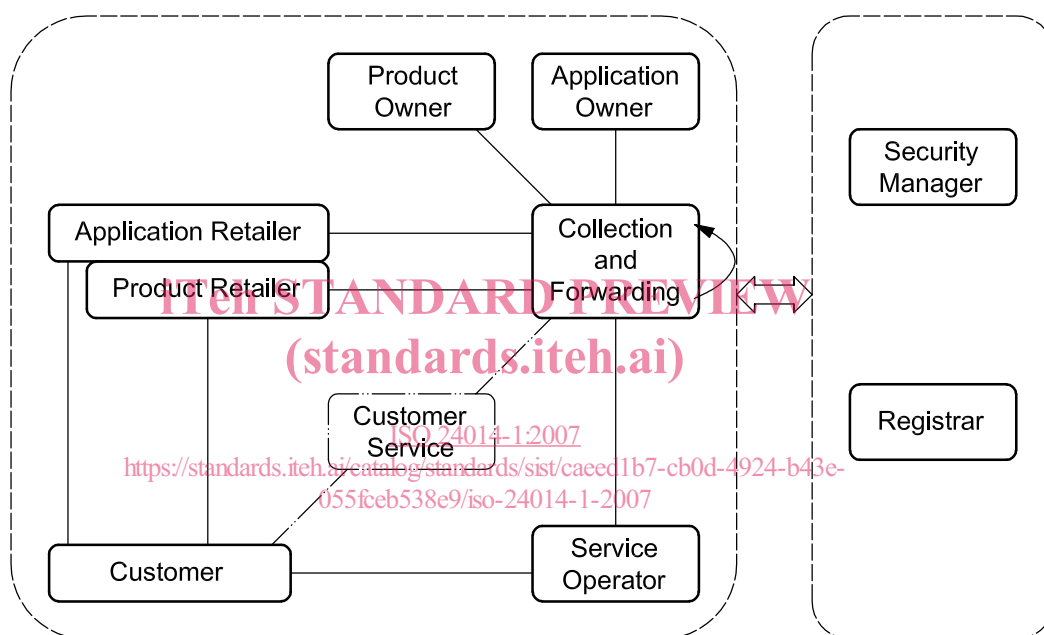 Product
Owner
Application
Owner
Security
Manager
Application Retailer
Collection
and
Forwarding
Product Retailer
iTeh STANDARD PREVIEW
(standards.iteh.ai)
Customer
Service
Registrar
ISO 24014-1:2007
https://standards.iteh.ai/catalog/standards/sist/caeed1b7-cb0d-4924-b43e-
055fceb538e9/iso-24014-1-2007
Customer
Service
Operator